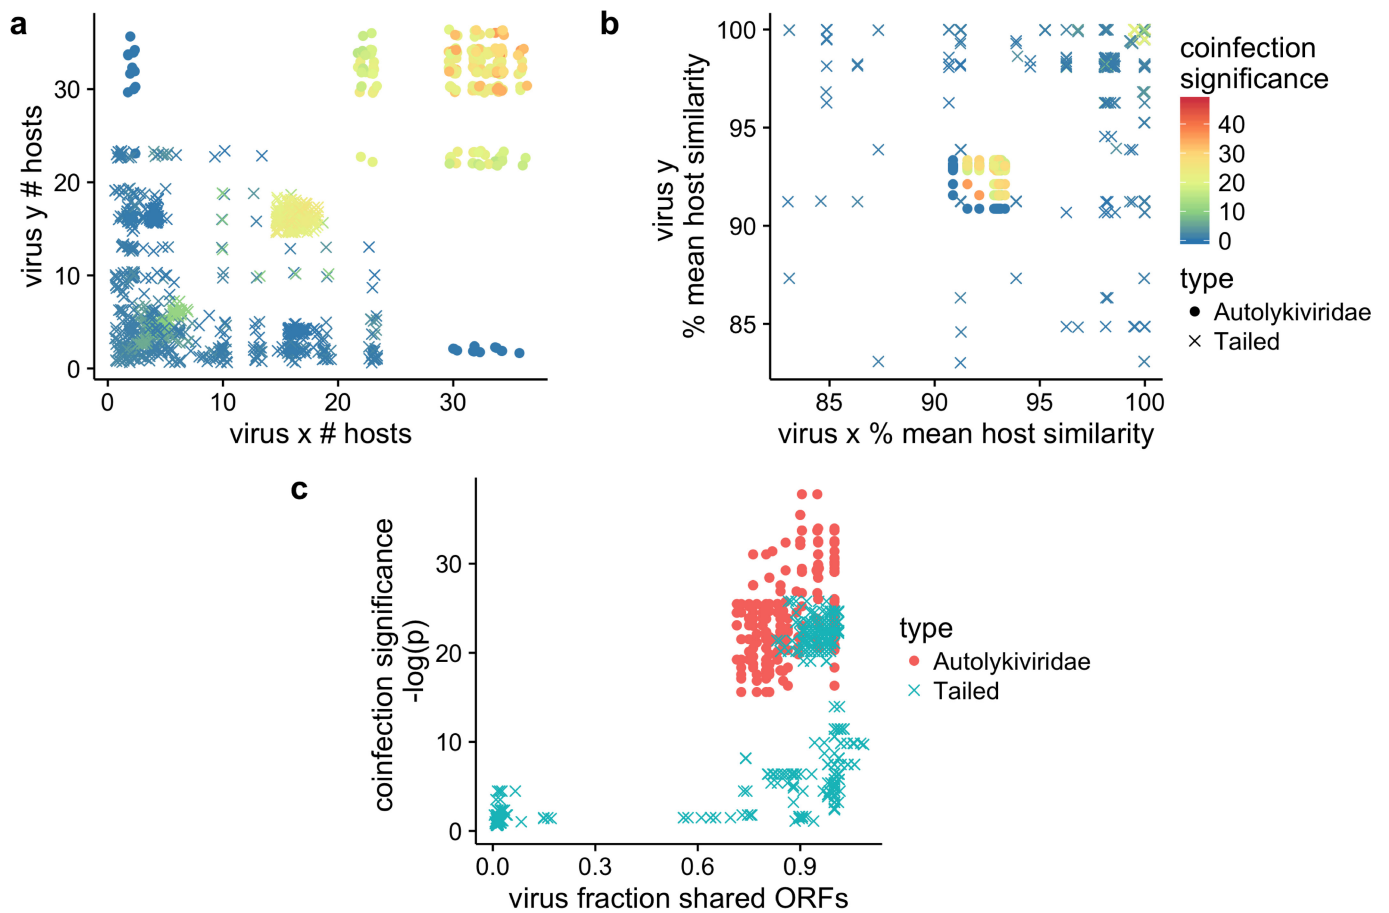 a
virus y # hosts
30
20
10
0
0 10 20 30
virus x # hosts
b
virus y
% mean host similarity
100
95
90
85
85 90 95 100
virus x % mean host similarity
coinfection
significance
40
30
20
10
0
type
Autolykiviridae
Tailed
c
coinfection significance
-log(p)
30
20
10
0
0.0 0.3 0.6 0.9
virus fraction shared ORFs
type
Autolykiviridae
Tailed